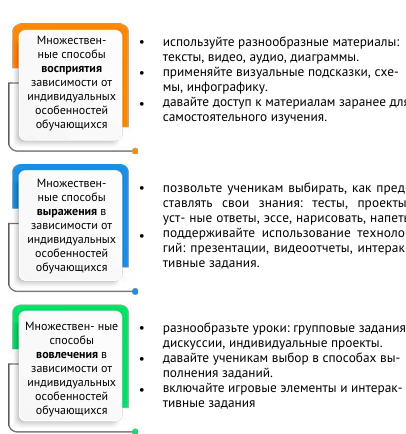 Множествен-
ные способы
восприятия
зависимости от
индивидуальных
особенностей
обучающихся
• используйте разнообразные материалы:
тексты, видео, аудио, диаграммы.
• применяйте визуальные подсказки, схе-
мы, инфографику.
• давайте доступ к материалам заранее для
самостоятельного изучения.
Множествен-
ные способы
выражения в
зависимости от
индивидуальных
особенностей
обучающихся
• позвольте ученикам выбирать, как пред-
ставлять свои знания: тесты, проекты,
уст- ные ответы, эссе, нарисовать, напеть
• поддерживайте использование техноло-
гий: презентации, видеоотчеты, интерак-
тивные задания.
Множествен- ные
способы
вовлечения в
зависимости от
индивидуальных
особенностей
обучающихся
• разнообразьте уроки: групповые задания
дискуссии, индивидуальные проекты.
• давайте ученикам выбор в способах вы-
полнения заданий.
• включайте игровые элементы и интерак-
тивные задания